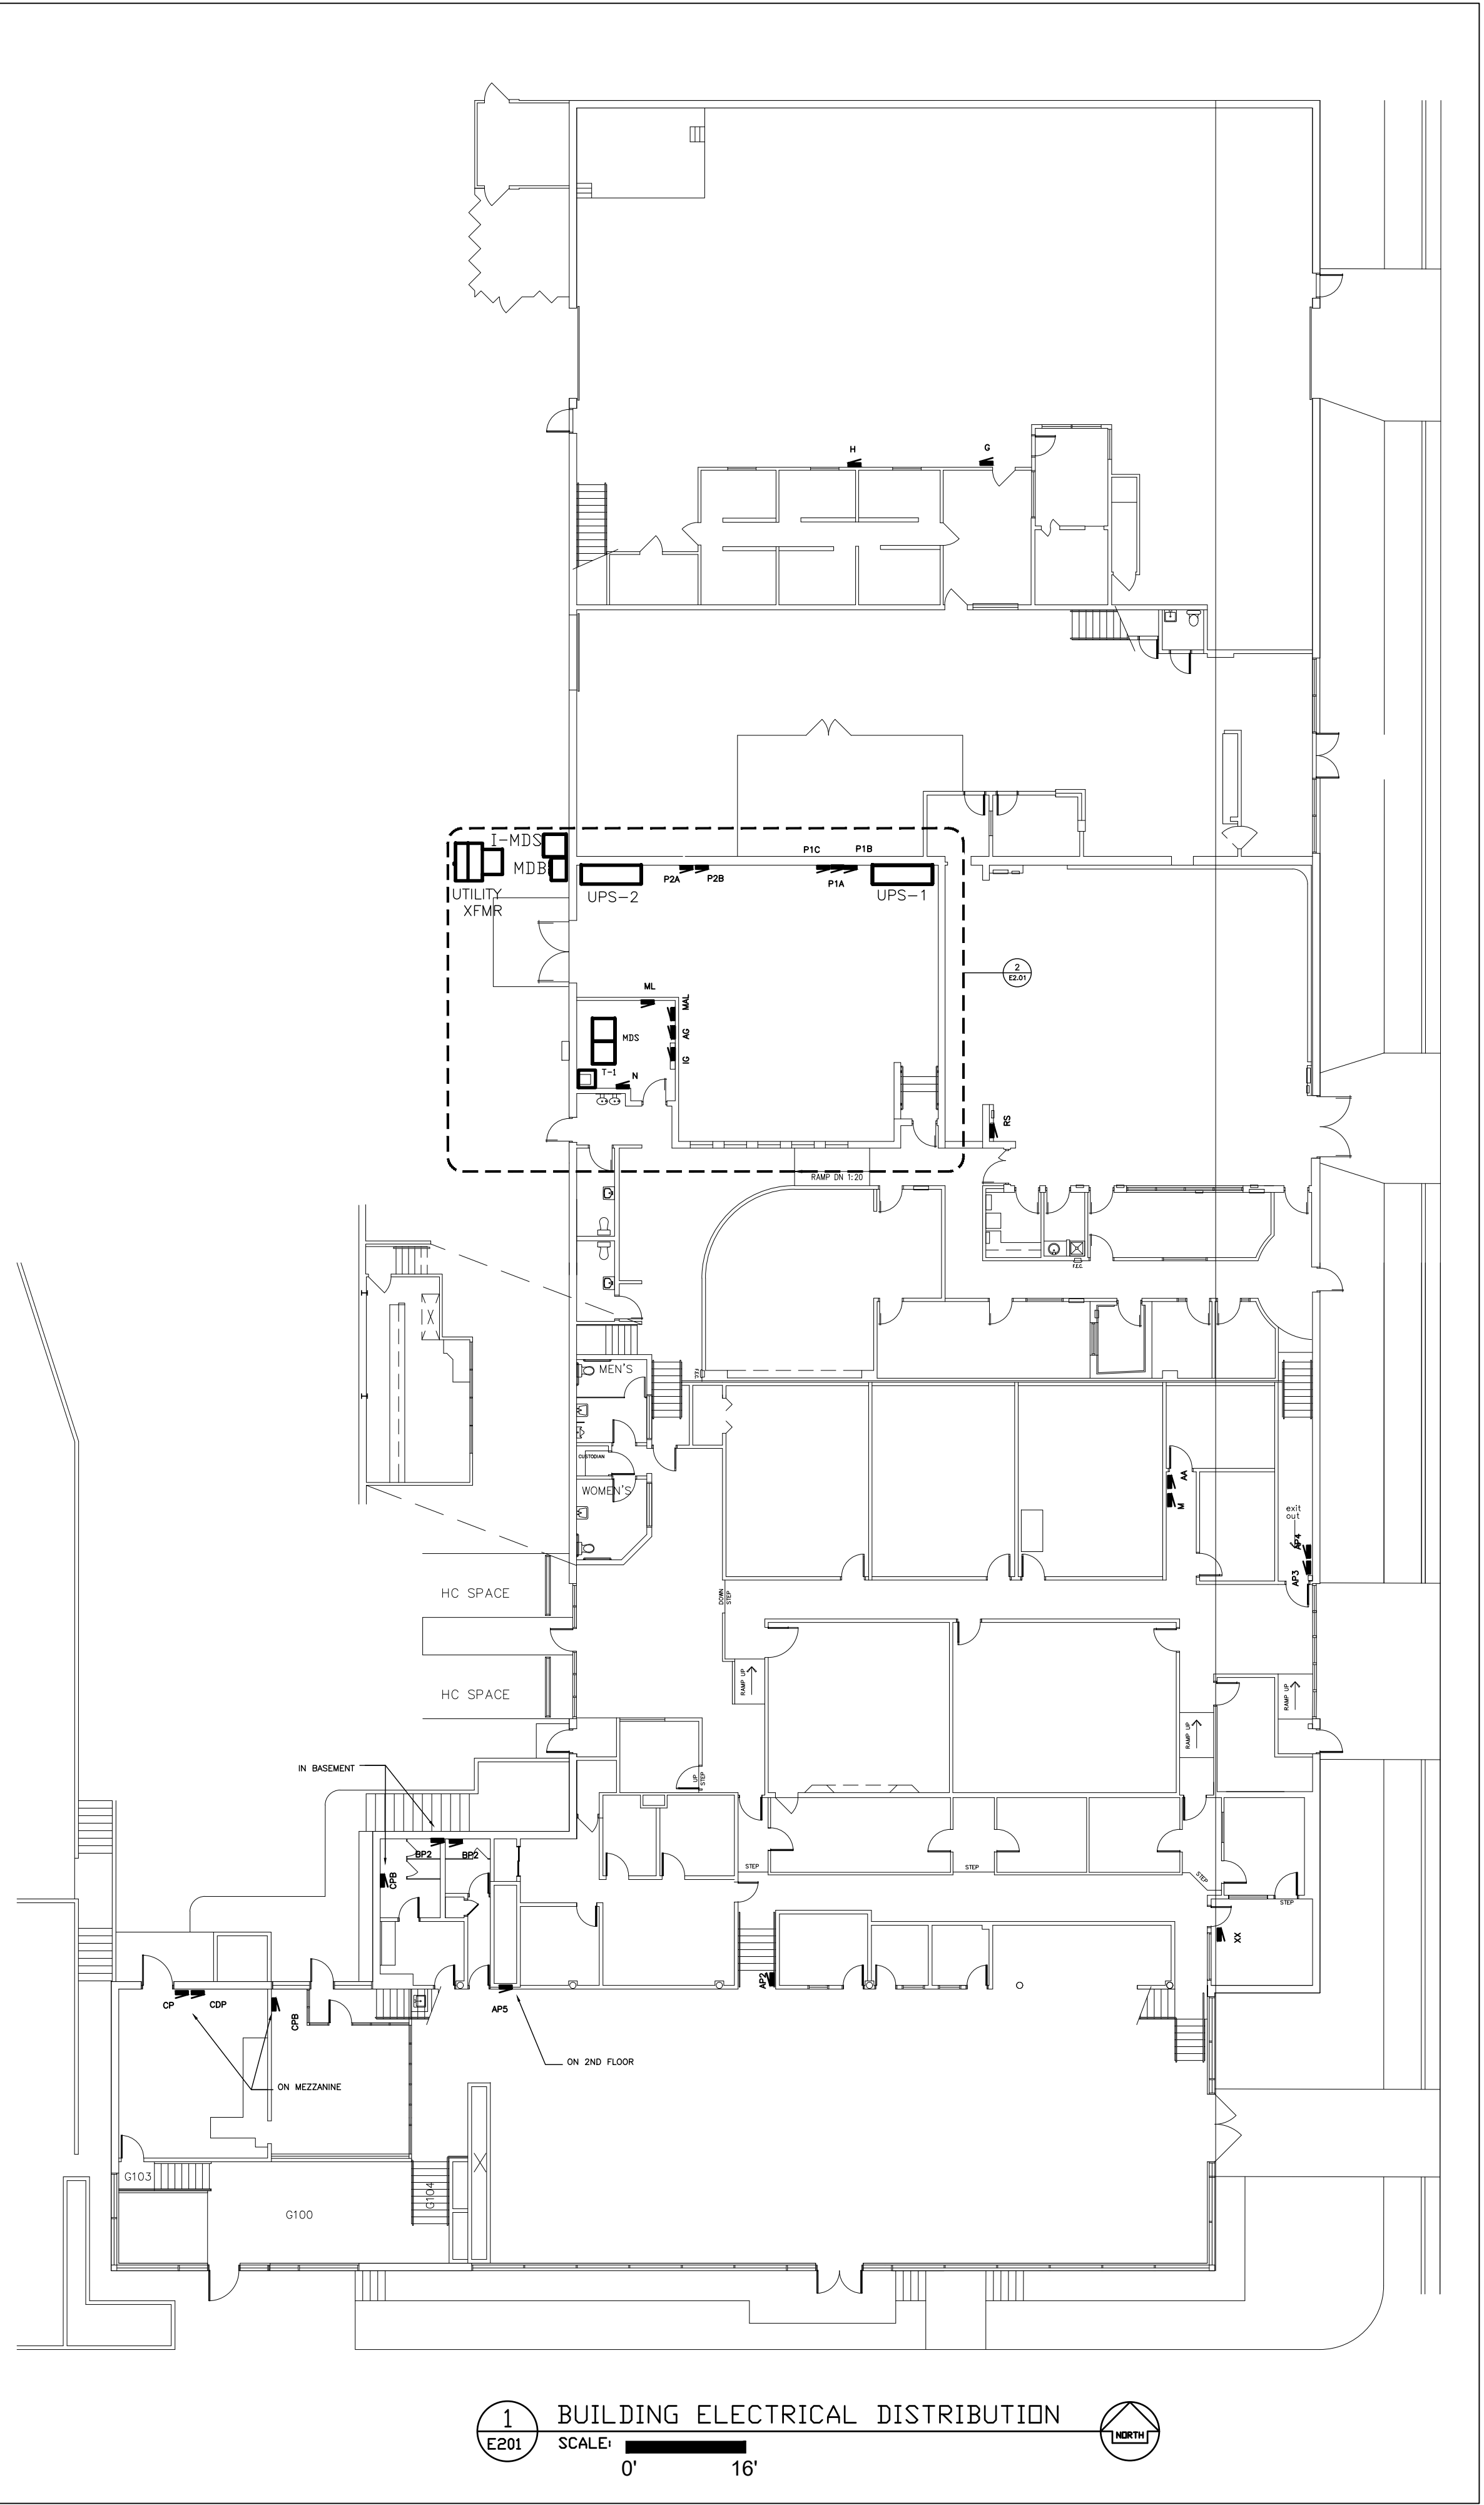 H
G
I-MDS
MDB
UTILITY
XFMR
P1C
P1B
P2A
P2B
P1A
UPS-2
UPS-1
2
E2.01
ML
MAL
AG
IG
MDS
T-1
N
RS
RAMP DN 1:20
F.E.C.
MEN'S
CUSTODIAN
WOMEN'S
AA
M
exit
out
AP4
AP3
HC SPACE
DOWN
STEP
HC SPACE
RAMP UP
RAMP UP
RAMP UP
UP
STEP
IN BASEMENT
BP2
BP2
CPB
STEP
STEP
STEP
STEP
XX
AP2
AP5
CP
CDP
CPB
ON 2ND FLOOR
ON MEZZANINE
G103
G104
G100
1
E201
BUILDING ELECTRICAL DISTRIBUTION
SCALE:
0'
16'
NORTH